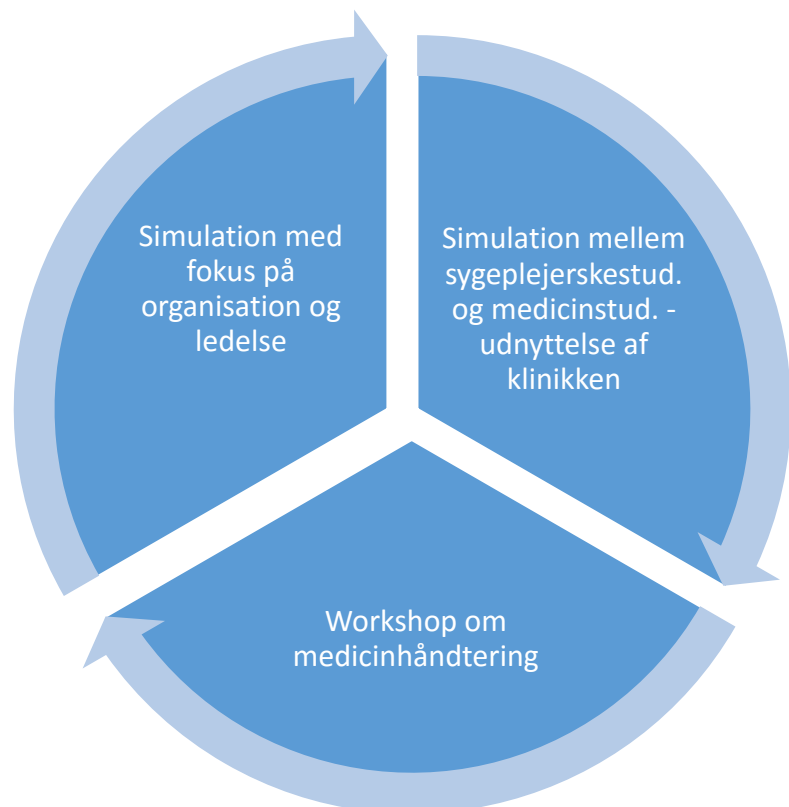 Simulation med
fokus på
organisation og
ledelse
Simulation mellem
sygeplejerskestud.
og medicinstud. -
udnyttelse af
klinikken
Workshop om
medicinhåndtering